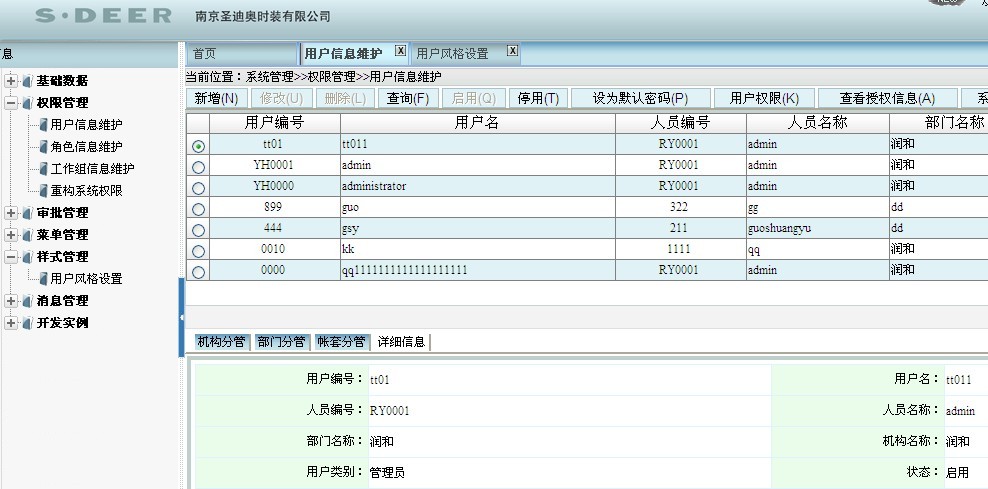 S·DEER 南京圣迪奥时装有限公司 NEW
息
首页 用户信息维护 X 用户风格设置 X
当前位置：系统管理>>权限管理>>用户信息维护
新增(N) 修改(U) 删除(L) 查询(F) 启用(Q) 停用(T) 设为默认密码(P) 用户权限(K) 查看授权信息(A) 系
基础数据
权限管理
用户信息维护
角色信息维护
工作组信息维护
重构系统权限
审批管理
菜单管理
样式管理
用户风格设置
消息管理
开发实例
用户编号 用户名 人员编号 人员名称 部门名称
tt01 tt011 RY0001 admin 润和
YH0001 admin RY0001 admin 润和
YH0000 administrator RY0001 admin 润和
899 guo 322 gg dd
444 gsy 211 guoshuangyu dd
0010 kk 1111 qq 润和
0000 qq1111111111111111111 RY0001 admin 润和
机构分管 部门分管 帐套分管 详细信息
用户编号： tt01 用户名： tt011
人员编号： RY0001 人员名称： admin
部门名称： 润和 机构名称： 润和
用户类别： 管理员 状态： 启用